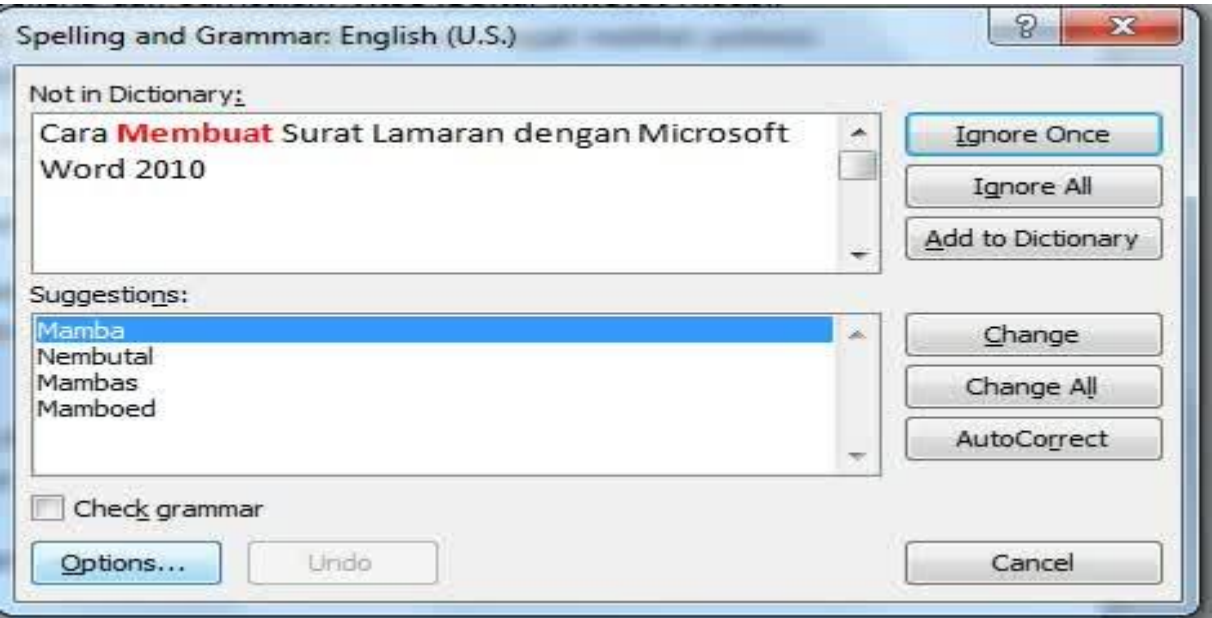 Spelling and Grammar: English (U.S.)
Not in Dictionary:
Cara Membuat Surat Lamaran dengan Microsoft
Word 2010
Ignore Once
Ignore All
Add to Dictionary
Suggestions:
Mamba
Nembutal
Mambas
Mamboed
Change
Change All
AutoCorrect
Check grammar
Options...
Undo
Cancel